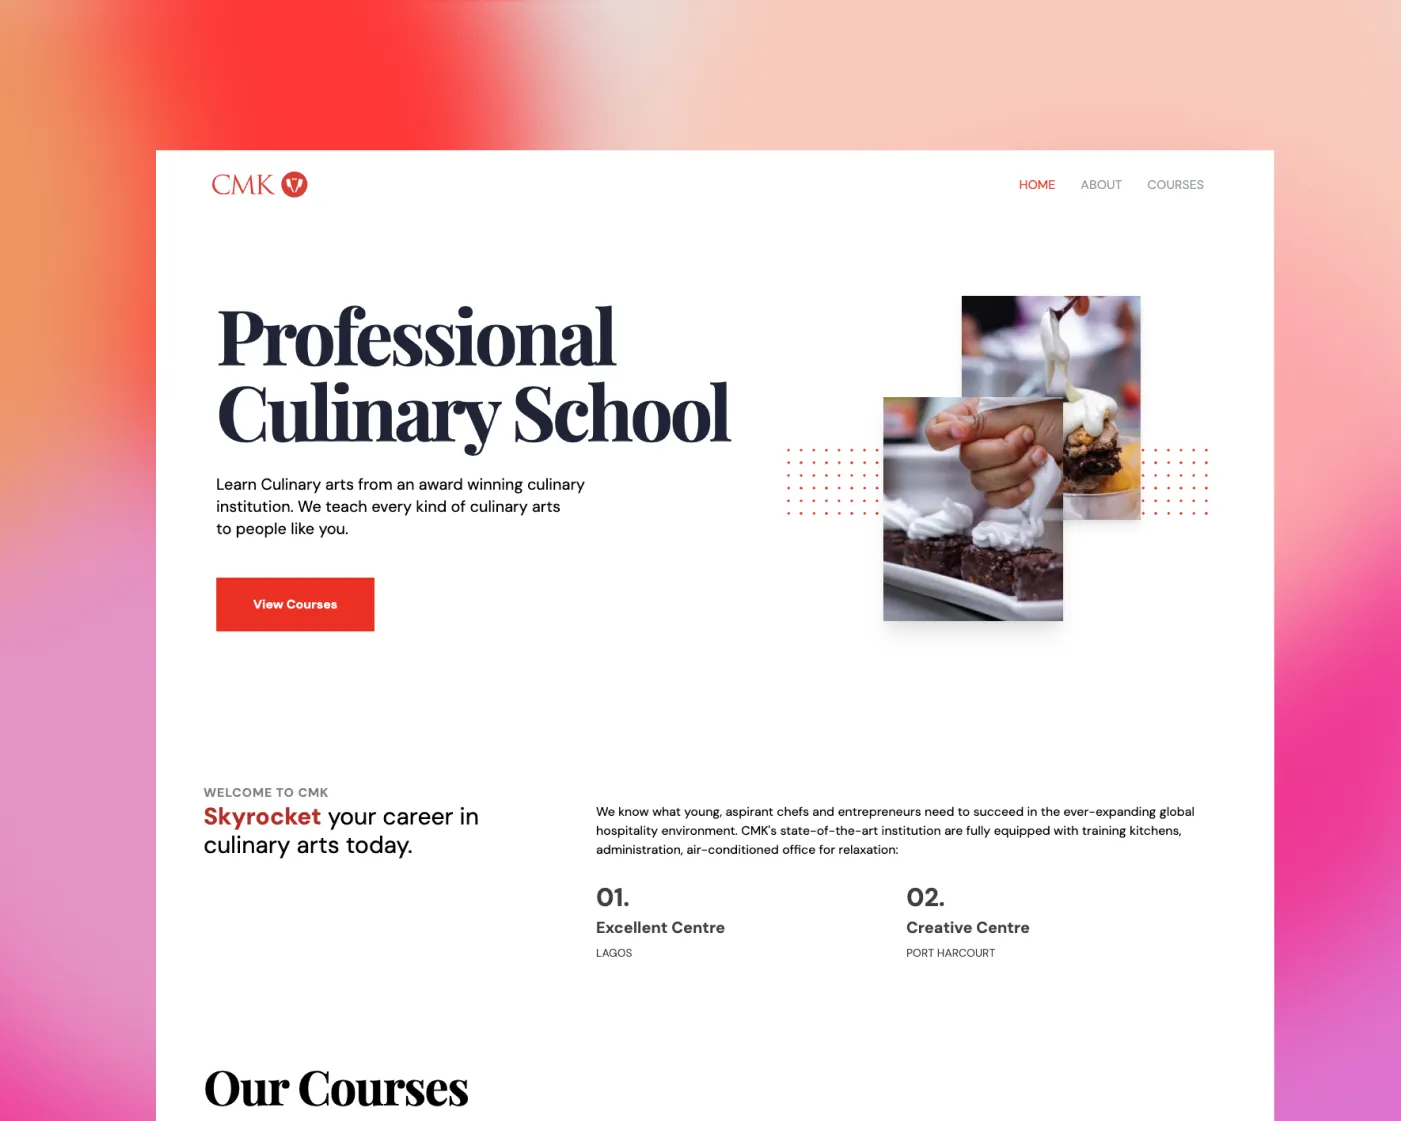 CMK
HOME ABOUT COURSES
Professional
Culinary School
Learn Culinary arts from an award winning culinary
institution. We teach every kind of culinary arts
to people like you.
View Courses
WELCOME TO CMK
Skyrocket your career in
culinary arts today.
We know what young, aspirant chefs and entrepreneurs need to succeed in the ever-expanding global
hospitality environment. CMK's state-of-the-art institution are fully equipped with training kitchens,
administration, air-conditioned office for relaxation:
01.
Excellent Centre
LAGOS
02.
Creative Centre
PORT HARCOURT
Our Courses